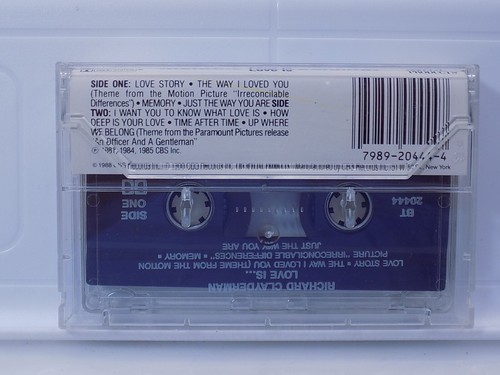 SIDE ONE: LOVE STORY • THE WAY I LOVED YOU
(Theme from the Motion Picture "Irreconcilable
Differences") • MEMORY • JUST THE WAY YOU ARE SIDE
TWO: I WANT YOU TO KNOW WHAT LOVE IS • HOW
DEEP IS YOUR LOVE • TIME AFTER TIME • UP WHERE
WE BELONG (Theme from the Paramount Pictures release
"An Officer And A Gentleman"
℗ 1981, 1984, 1985 CBS Inc.
7989-20444-4
© 1988
New York
SIDE
ONE
BT
20444
RICHARD CLAYDERMAN
LOVE IS...
LOVE STORY • THE WAY I LOVED YOU (THEME FROM THE MOTION
PICTURE "IRRECONCILABLE DIFFERENCES" • MEMORY •
JUST THE WAY YOU ARE